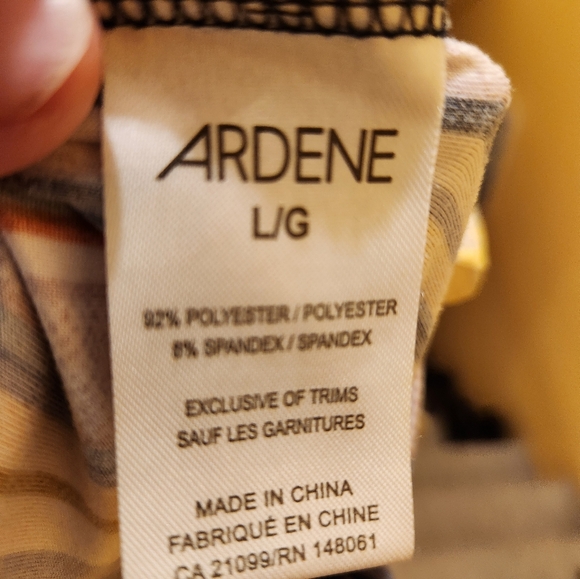 ARDENE
L/G
92% POLYESTER / POLYESTER
8% SPANDEX / SPANDEX
EXCLUSIVE OF TRIMS
SAUF LES GARNITURES
MADE IN CHINA
FABRIQUÉ EN CHINE
CA 21099/RN 148061